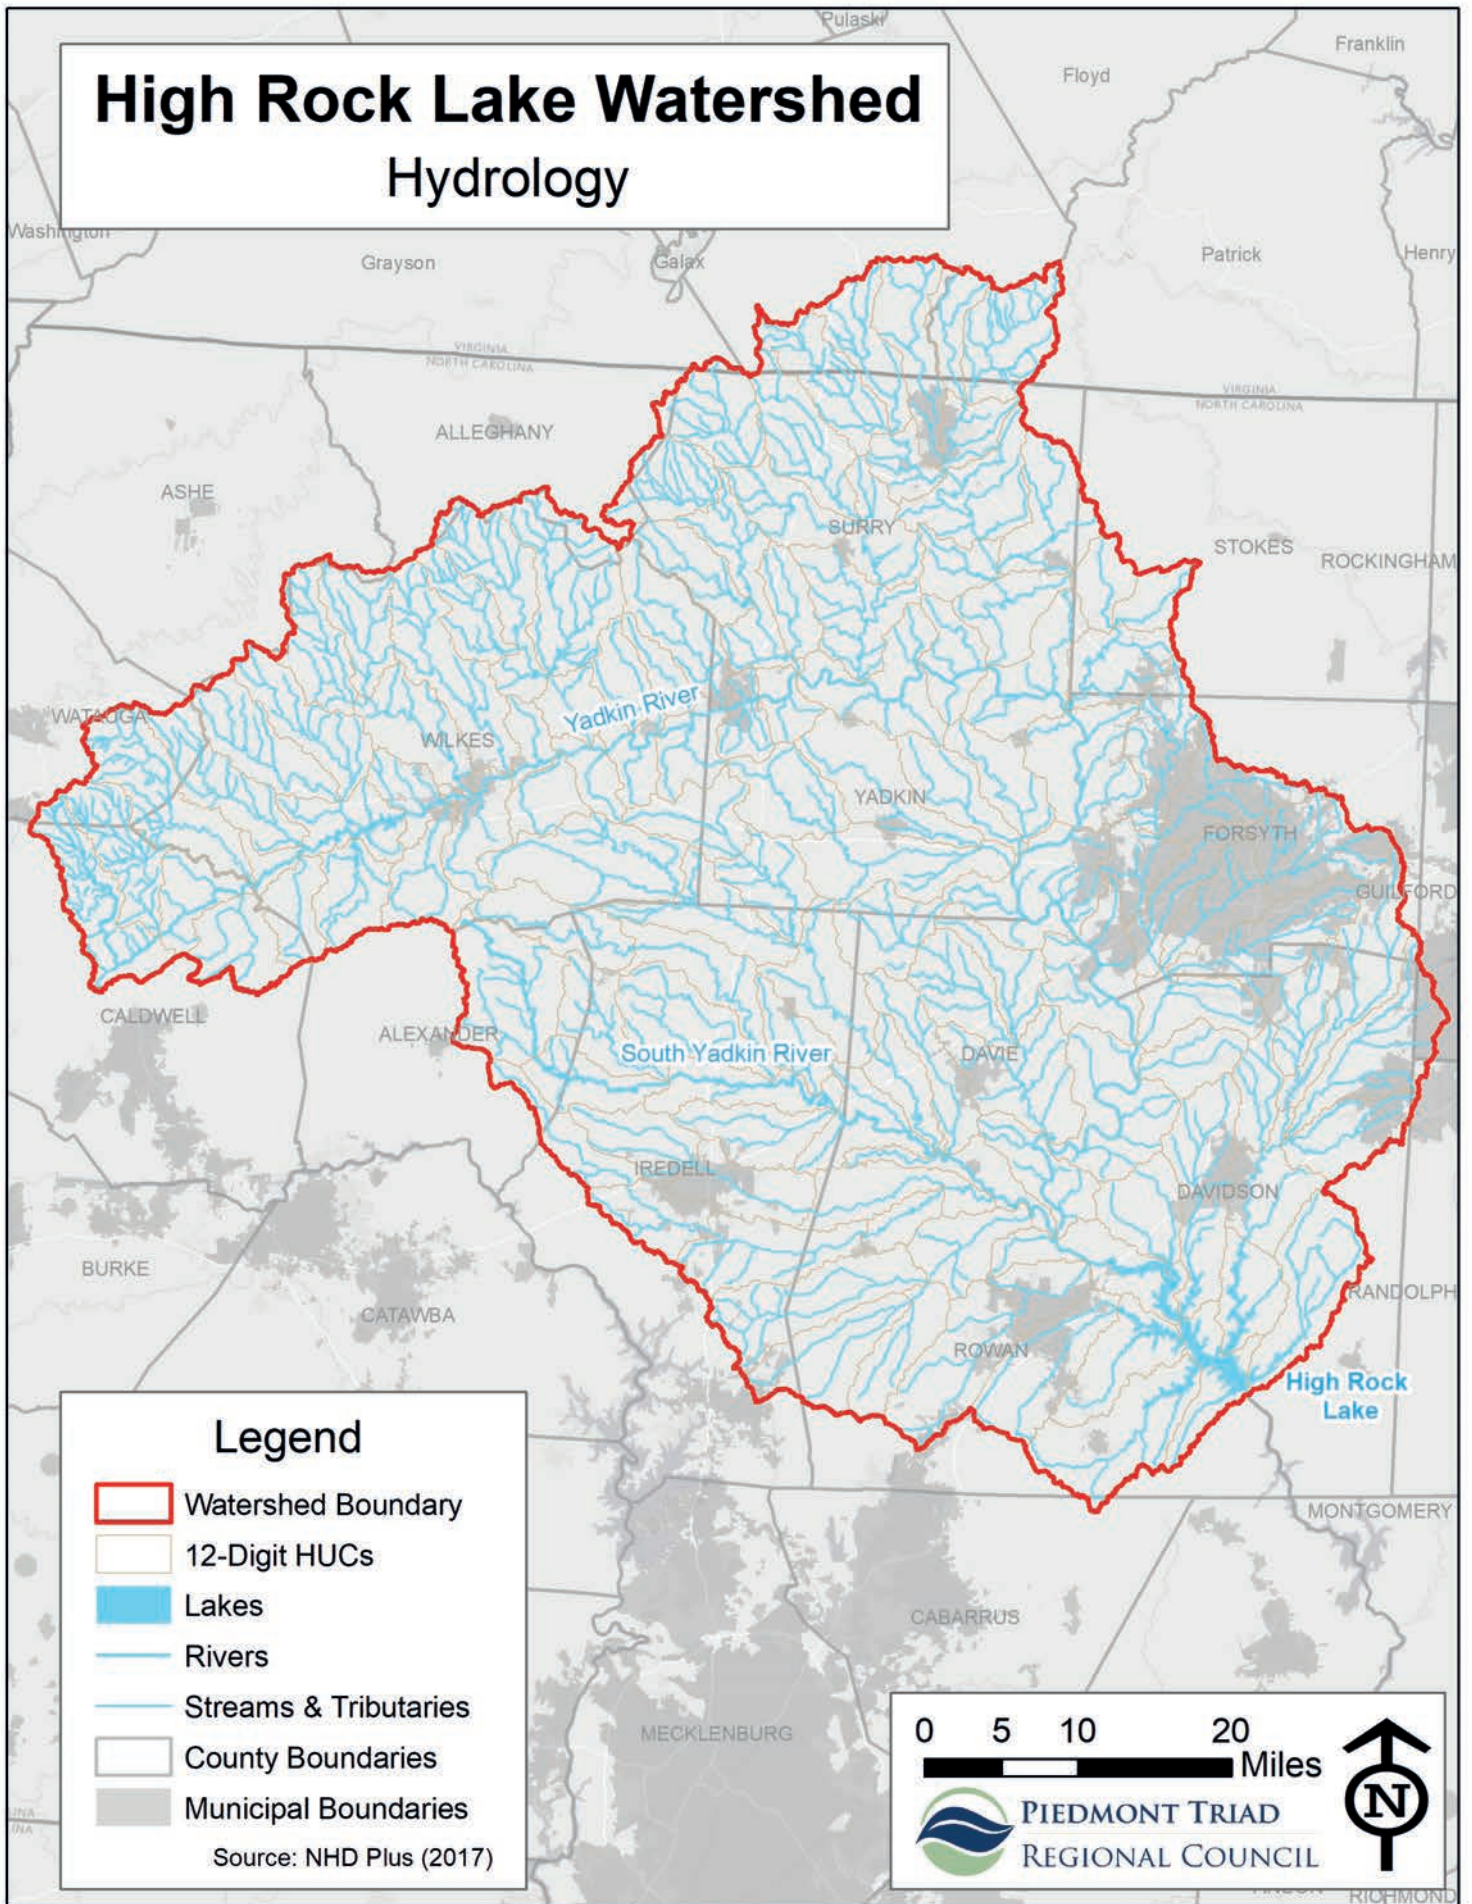 Pulaski
Franklin
Floyd
High Rock Lake Watershed
Hydrology
Washington
Grayson
Galax
Patrick
Henry
VIRGINIA
NORTH CAROLINA
VIRGINIA
NORTH CAROLINA
ALLEGHANY
ASHE
SURRY
STOKES
ROCKINGHAM
WATAUGA
Yadkin River
WILKES
YADKIN
FORSYTH
GUILFORD
CALDWELL
ALEXANDER
South Yadkin River
DAVIE
IREDELL
DAVIDSON
BURKE
CATAWBA
RANDOLPH
ROWAN
High Rock
Lake
MONTGOMERY
CABARRUS
MECKLENBURG
Legend
Watershed Boundary
12-Digit HUCs
Lakes
Rivers
Streams & Tributaries
County Boundaries
Municipal Boundaries
Source: NHD Plus (2017)
0 5 10 20
Miles
PIEDMONT TRIAD
REGIONAL COUNCIL
N
RICHMOND